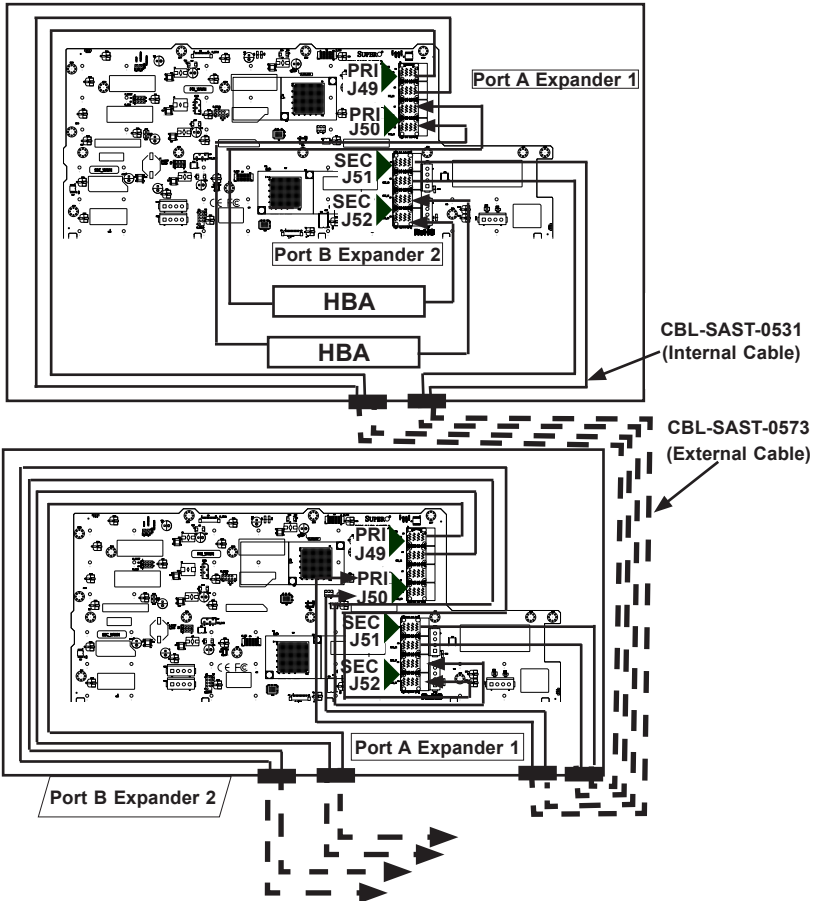 SUPER
PRI
J49
Port A Expander 1
PRI
J50
SEC
J51
SEC
J52
Port B Expander 2
HBA
HBA
CBL-SAST-0531
(Internal Cable)
CBL-SAST-0573
(External Cable)
SUPER
PRI
J49
PRI
J50
SEC
J51
SEC
J52
Port A Expander 1
Port B Expander 2